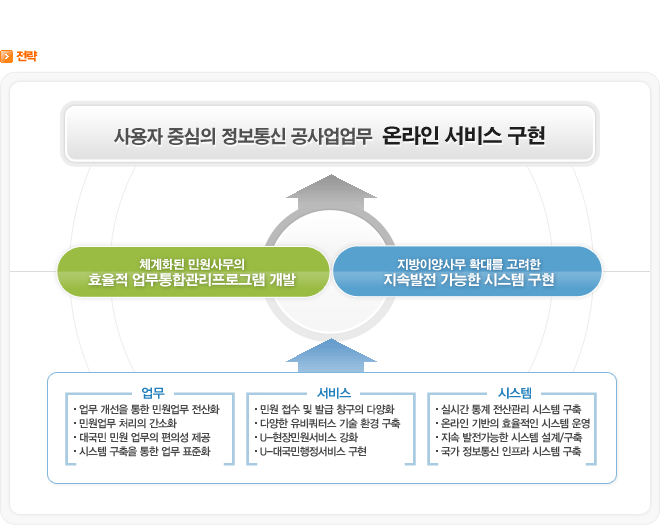 전략
사용자 중심의 정보통신 공사업업무 온라인 서비스 구현
체계화된 민원사무의
효율적 업무통합관리프로그램 개발
지방이양사무 확대를 고려한
지속발전 가능한 시스템 구현
업무
· 업무 개선을 통한 민원업무 전산화
· 민원업무 처리의 간소화
· 대국민 민원 업무의 편의성 제공
· 시스템 구축을 통한 업무 표준화
서비스
· 민원 접수 및 발급 창구의 다양화
· 다양한 유비쿼터스 기술 환경 구축
· U-현장민원서비스 강화
· U-대국민행정서비스 구현
시스템
· 실시간 통계 전산관리 시스템 구축
· 온라인 기반의 효율적인 시스템 운영
· 지속 발전가능한 시스템 설계/구축
· 국가 정보통신 인프라 시스템 구축